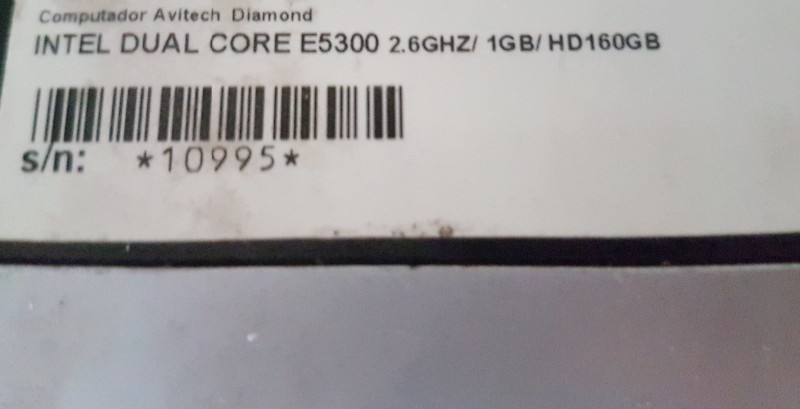 Computador Avitech Diamond
INTEL DUAL CORE E5300 2.6GHZ/ 1GB/ HD160GB
s/n: *10995*